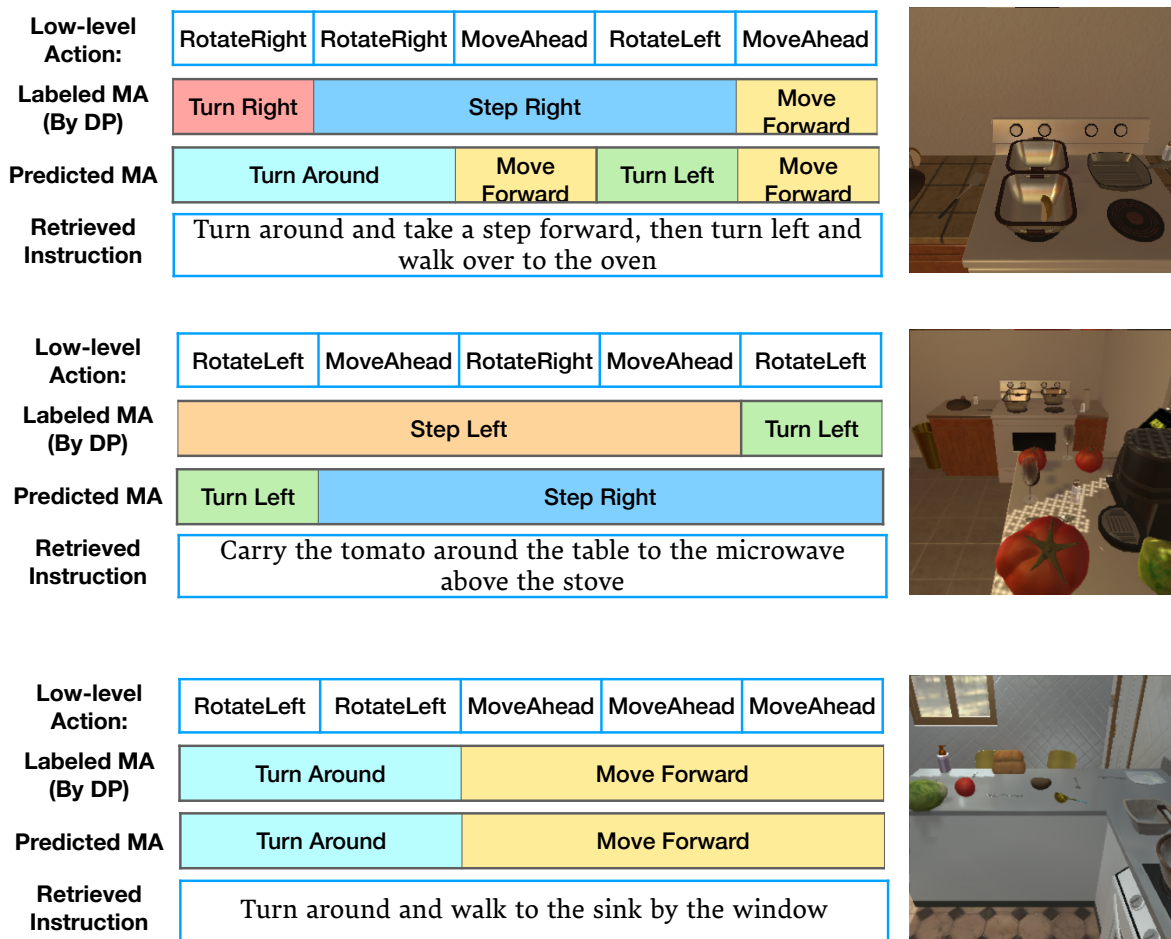 Low-level
Action:
RotateRight RotateRight MoveAhead RotateLeft MoveAhead
Labeled MA
(By DP)
Turn Right Step Right Move
Forward
Predicted MA
Turn Around Move
Forward Turn Left Move
Forward
Retrieved
Instruction
Turn around and take a step forward, then turn left and
walk over to the oven
Low-level
Action:
RotateLeft MoveAhead RotateRight MoveAhead RotateLeft
Labeled MA
(By DP)
Step Left Turn Left
Predicted MA
Turn Left Step Right
Retrieved
Instruction
Carry the tomato around the table to the microwave
above the stove
Low-level
Action:
RotateLeft RotateLeft MoveAhead MoveAhead MoveAhead
Labeled MA
(By DP)
Turn Around Move Forward
Predicted MA
Turn Around Move Forward
Retrieved
Instruction
Turn around and walk to the sink by the window